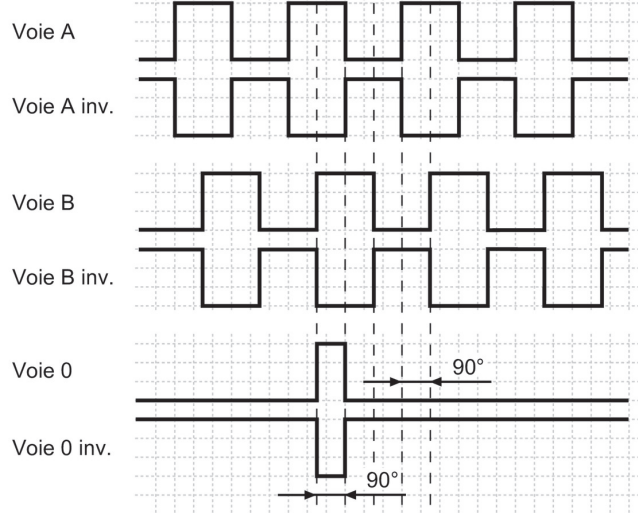 Voie A
Voie A inv.
Voie B
Voie B inv.
Voie 0
90°
Voie 0 inv.
90°